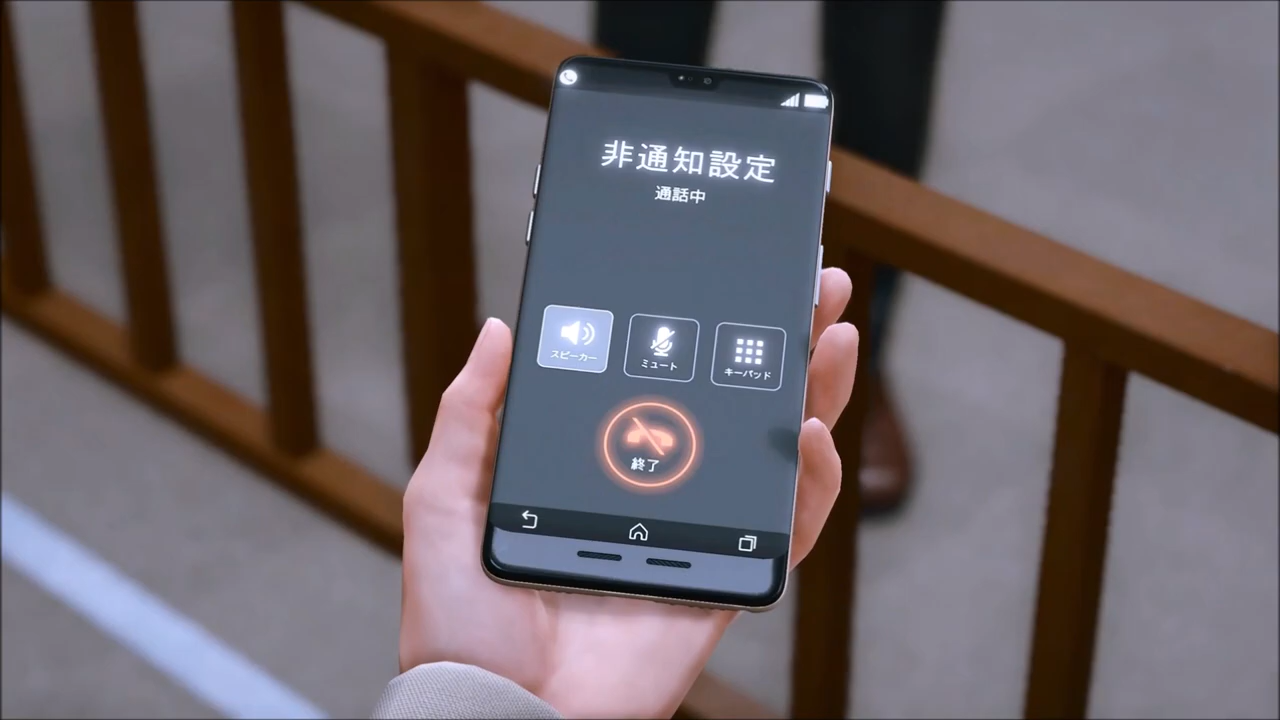 非通知設定
通話中
スピーカー
ミュート
キーパッド
終了